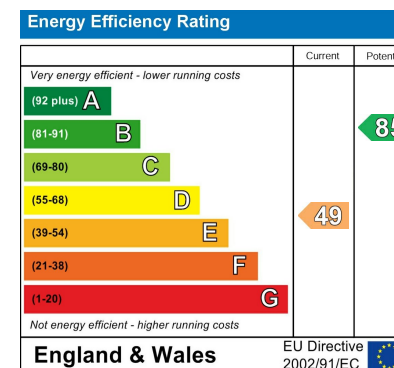 Energy Efficiency Rating
Current
Very energy efficient - lower running costs
(92 plus) A
(81-91) B
(69-80) C
(55-68) D
49
(39-54) E
(21-38) F
(1-20) G
Not energy efficient - higher running costs
England & Wales
EU Directive
2002/91/EC